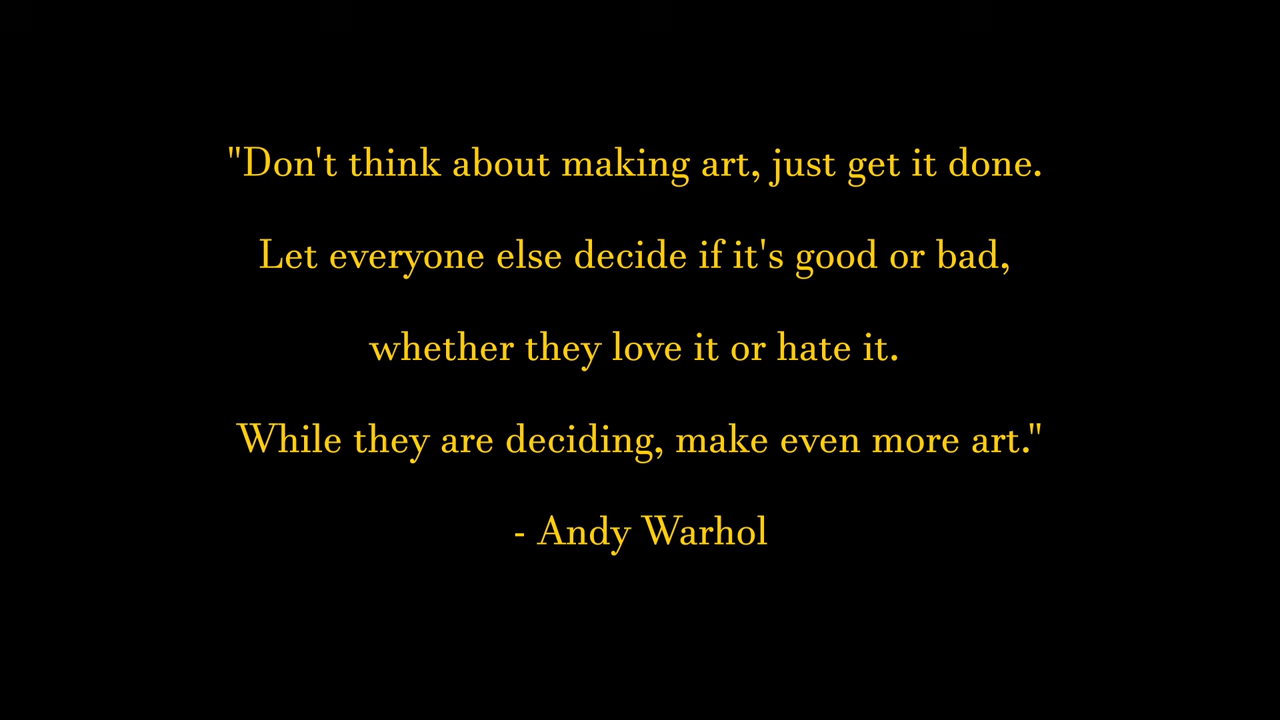 "Don't think about making art, just get it done.
Let everyone else decide if it's good or bad,
whether they love it or hate it.
While they are deciding, make even more art."
- Andy Warhol